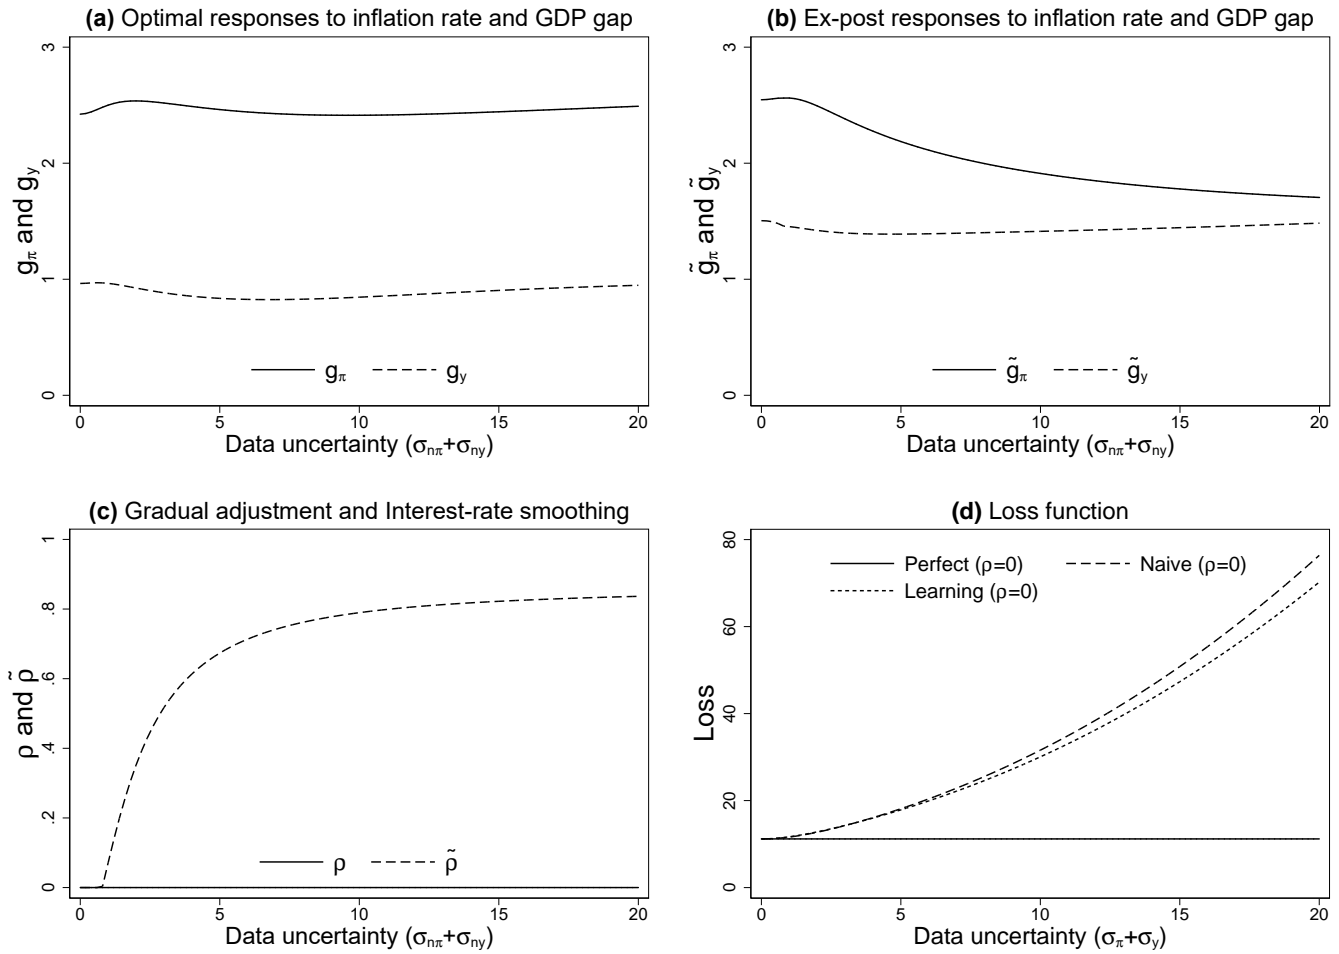 (a) Optimal responses to inflation rate and GDP gap
3
2
1
0
gπ and gy
gπ gy
0 5 10 15 20
Data uncertainty (σnπ+σny)
(b) Ex-post responses to inflation rate and GDP gap
3
2
1
0
g̃π and g̃y
g̃π g̃y
0 5 10 15 20
Data uncertainty (σnπ+σny)
(c) Gradual adjustment and Interest-rate smoothing
1
.8
.6
.4
.2
0
ρ and ρ̃
ρ ρ̃
0 5 10 15 20
Data uncertainty (σnπ+σny)
(d) Loss function
80
60
40
20
0
Loss
Perfect (ρ=0) Naive (ρ=0)
Learning (ρ=0)
0 5 10 15 20
Data uncertainty (σπ+σy)